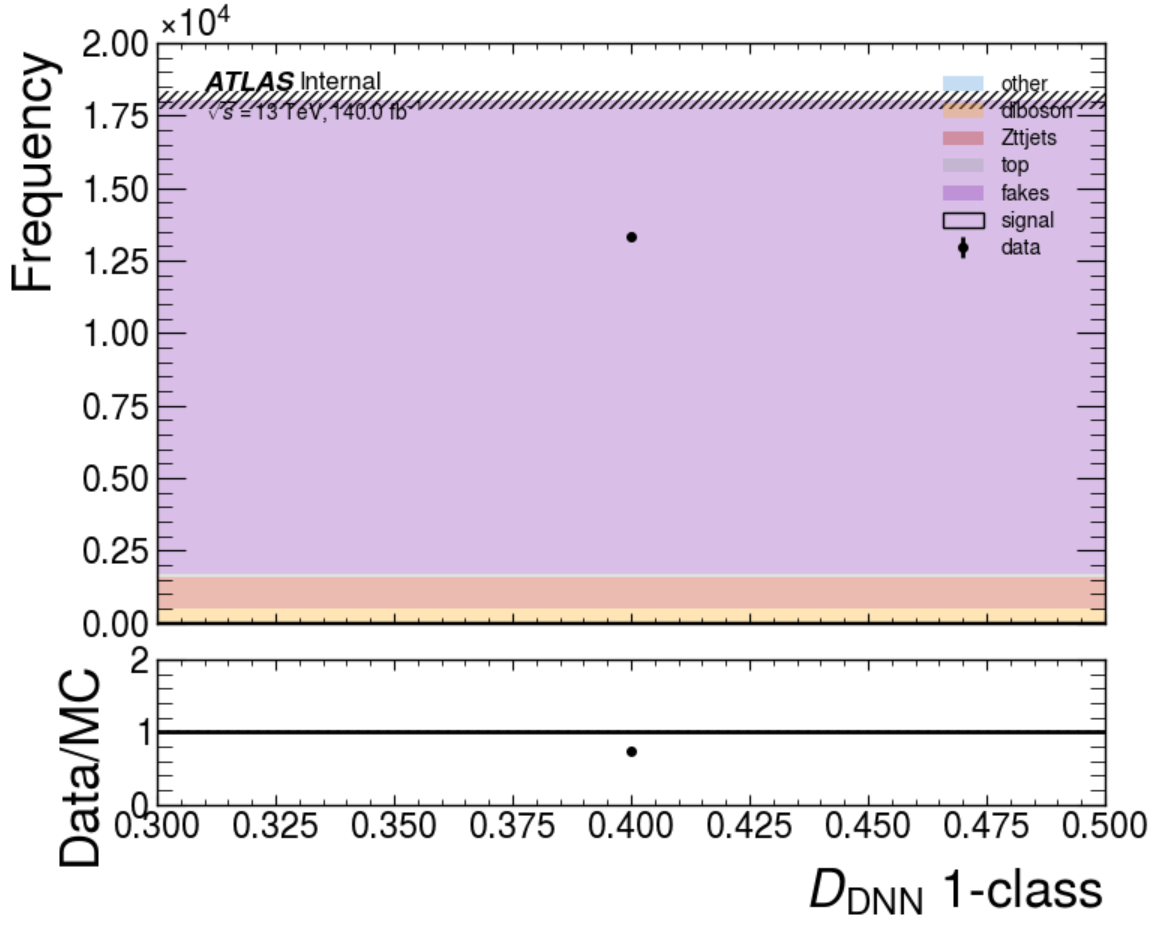 ×10⁴
2.00
ATLAS Internal
√s = 13 TeV, 140.0 fb⁻¹
other
diboson
Zttjets
top
fakes
signal
data
1.75
1.50
1.25
1.00
0.75
0.50
0.25
0.00
Frequency
2
1
0
Data/MC
0.300 0.325 0.350 0.375 0.400 0.425 0.450 0.475 0.500
D_DNN 1-class